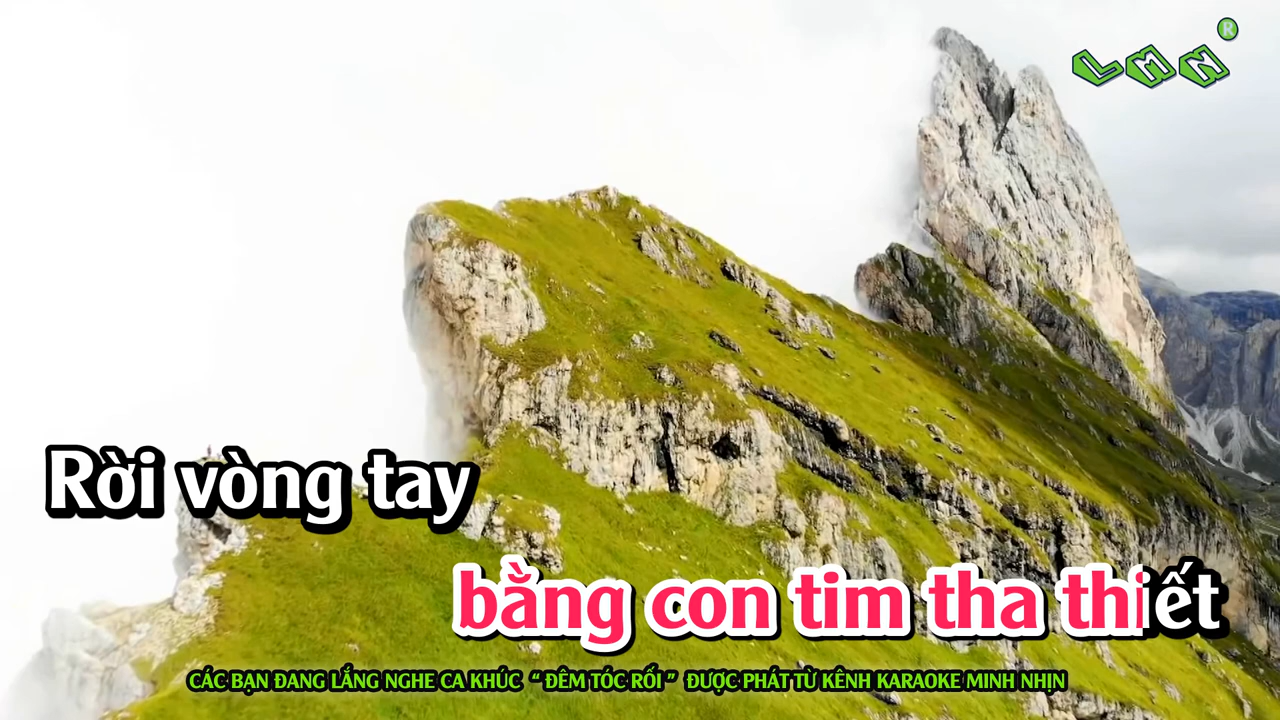 LMN ®
Rời vòng tay
bằng con tim tha thiết
CÁC BẠN ĐANG LẮNG NGHE CA KHÚC “ ĐÊM TÓC RỐI ” ĐƯỢC PHÁT TỪ KÊNH KARAOKE MINH NHỊN